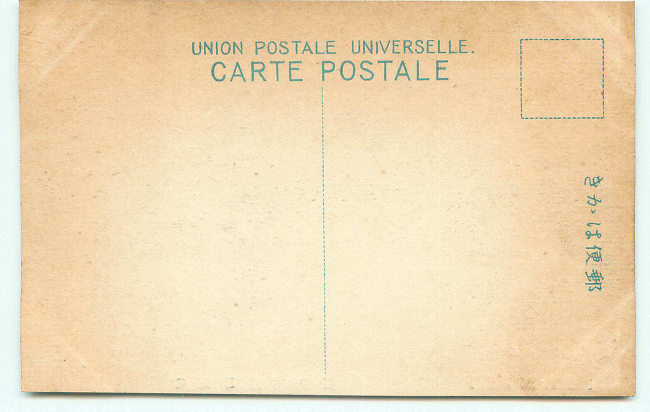 UNION POSTALE UNIVERSELLE.
CARTE POSTALE
きかは便郵